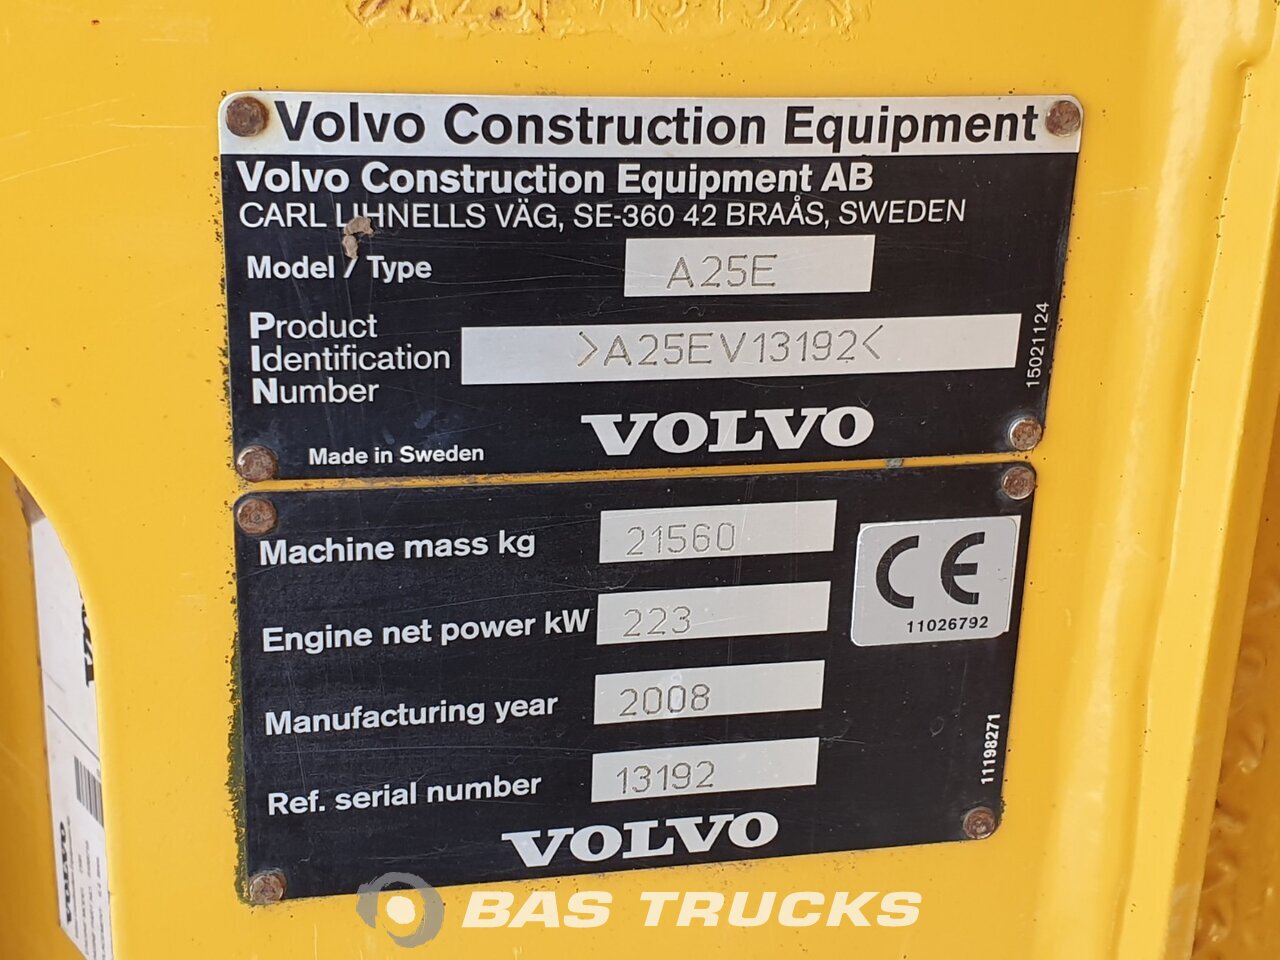 A25EV13192
Volvo Construction Equipment
Volvo Construction Equipment AB
CARL LIHNELLS VÄG, SE-360 42 BRAÅS, SWEDEN
Model / Type A25E
Product
Identification >A25EV13192<
Number
15021124
VOLVO
Made in Sweden
Machine mass kg 21560
CE
11026792
Engine net power kW 223
Manufacturing year 2008
Ref. serial number 13192
11198271
VOLVO
VOLVO
BAS TRUCKS